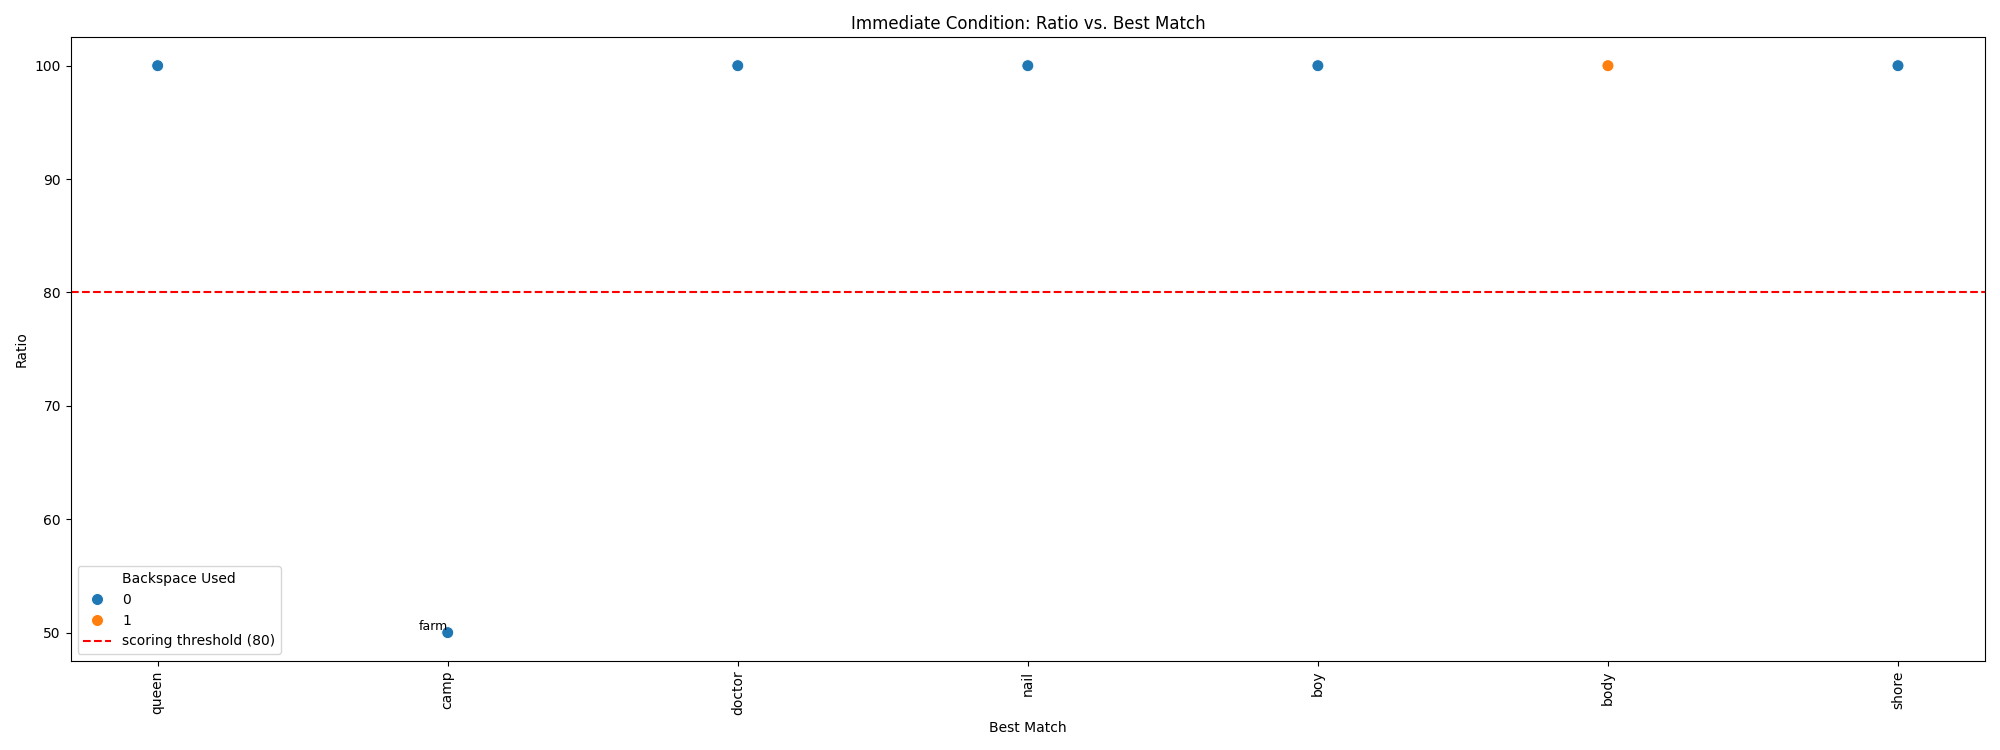 Immediate Condition: Ratio vs. Best Match
100
90
80
70
60
50
Ratio
farm
Backspace Used
0
1
scoring threshold (80)
queen
camp
doctor
nail
boy
body
shore
Best Match